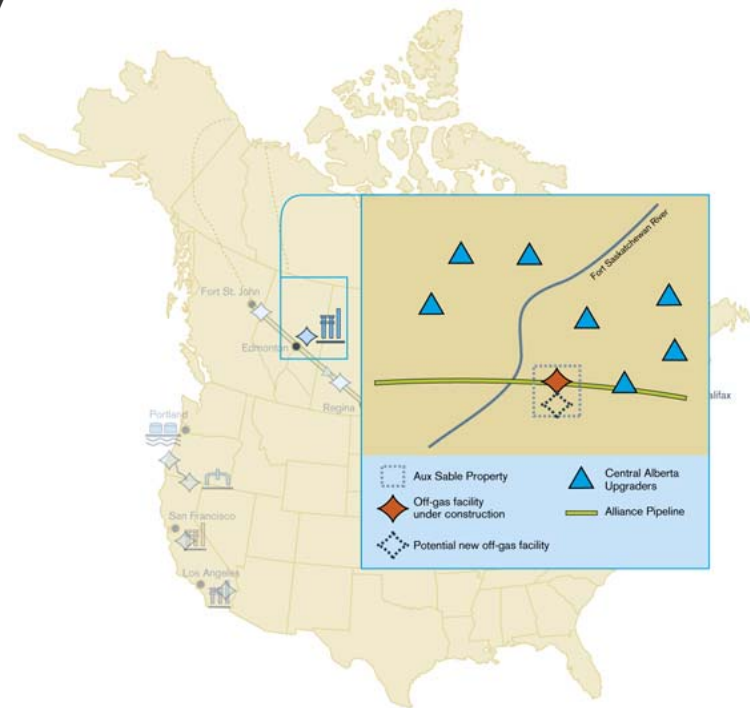 Fort St. John
Edmonton
Regina
Portland
San Francisco
Los Angeles
Fort Saskatchewan River
alifax
Aux Sable Property
Off-gas facility
under construction
Potential new off-gas facility
Central Alberta
Upgraders
Alliance Pipeline